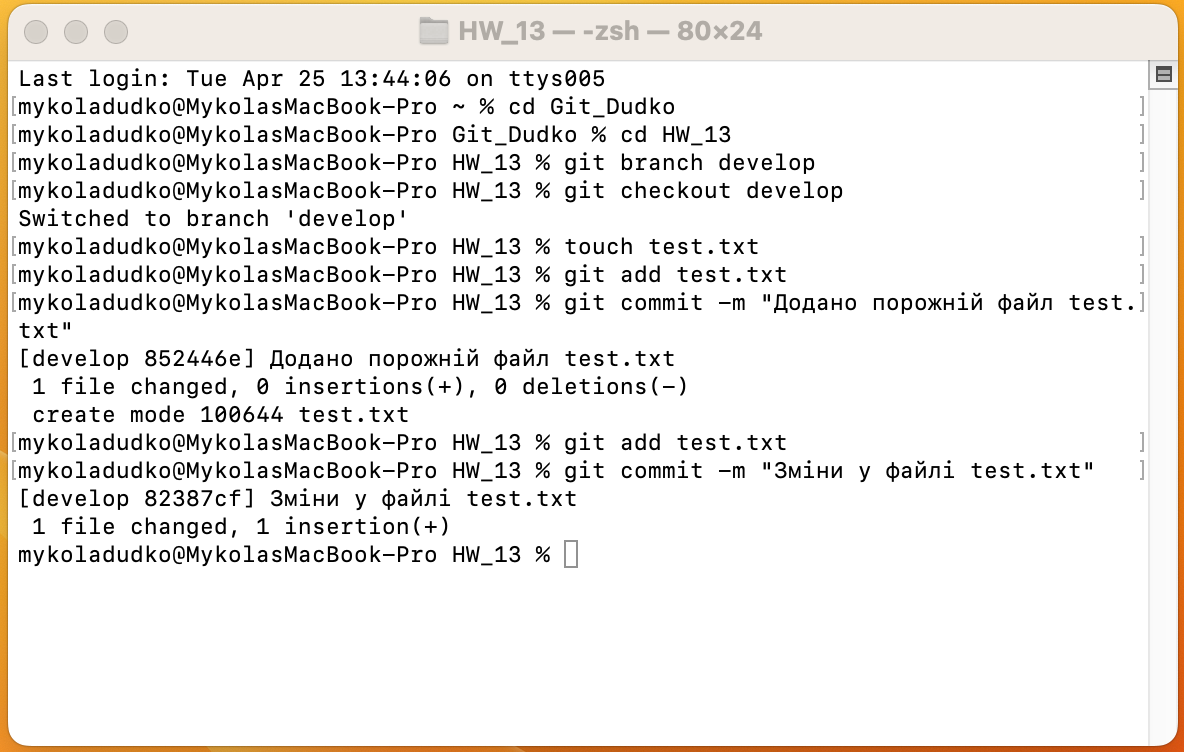 HW_13 — -zsh — 80×24
Last login: Tue Apr 25 13:44:06 on ttys005
[mykoladudko@MykolasMacBook-Pro ~ % cd Git_Dudko ]
[mykoladudko@MykolasMacBook-Pro Git_Dudko % cd HW_13 ]
[mykoladudko@MykolasMacBook-Pro HW_13 % git branch develop ]
[mykoladudko@MykolasMacBook-Pro HW_13 % git checkout develop ]
Switched to branch 'develop'
[mykoladudko@MykolasMacBook-Pro HW_13 % touch test.txt ]
[mykoladudko@MykolasMacBook-Pro HW_13 % git add test.txt ]
[mykoladudko@MykolasMacBook-Pro HW_13 % git commit -m "Додано порожній файл test.]
txt"
[develop 852446e] Додано порожній файл test.txt
1 file changed, 0 insertions(+), 0 deletions(-)
create mode 100644 test.txt
[mykoladudko@MykolasMacBook-Pro HW_13 % git add test.txt ]
[mykoladudko@MykolasMacBook-Pro HW_13 % git commit -m "Зміни у файлі test.txt" ]
[develop 82387cf] Зміни у файлі test.txt
1 file changed, 1 insertion(+)
mykoladudko@MykolasMacBook-Pro HW_13 %